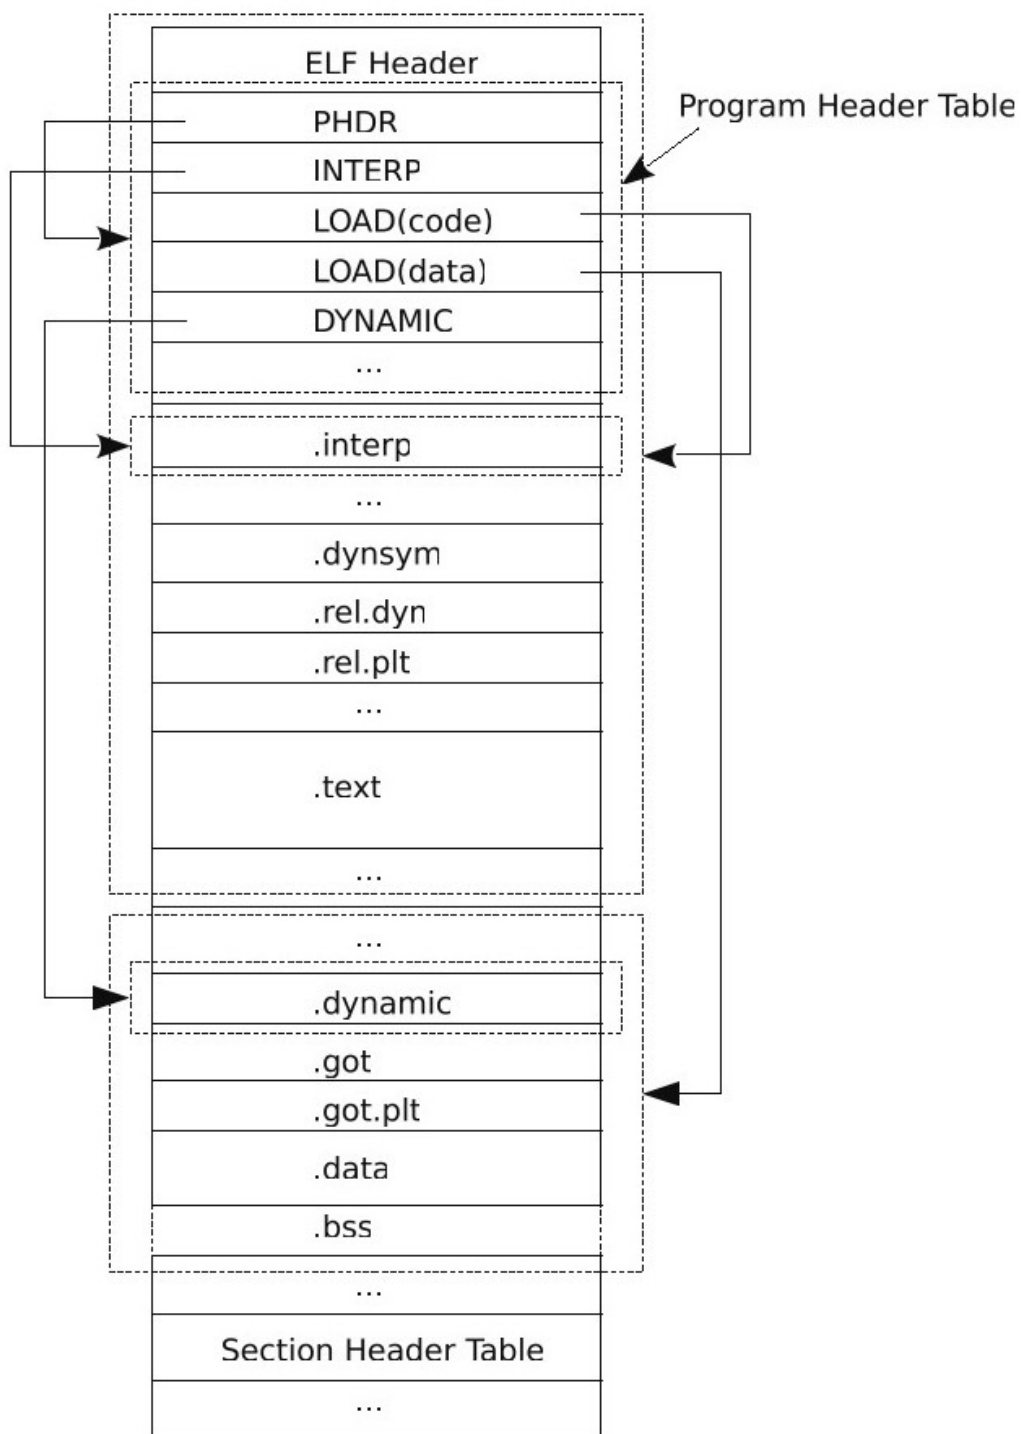 ELF Header
Program Header Table
PHDR
INTERP
LOAD(code)
LOAD(data)
DYNAMIC
...
.interp
...
.dynsym
.rel.dyn
.rel.plt
...
.text
...
...
.dynamic
.got
.got.plt
.data
.bss
...
Section Header Table
...